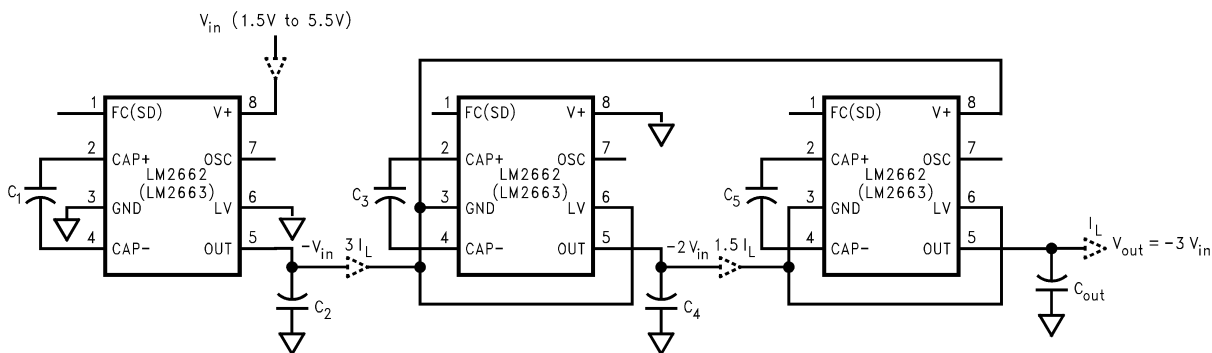 V_in (1.5V to 5.5V)
1 FC(SD) V+ 8
2 CAP+ OSC 7
LM2662
(LM2663)
3 GND LV 6
4 CAP- OUT 5
C_1
-V_in 3 I_L
C_2
1 FC(SD) V+ 8
2 CAP+ OSC 7
LM2662
(LM2663)
3 GND LV 6
4 CAP- OUT 5
C_3
-2 V_in 1.5 I_L
C_4
1 FC(SD) V+ 8
2 CAP+ OSC 7
LM2662
(LM2663)
3 GND LV 6
4 CAP- OUT 5
C_5
I_L
V_out = -3 V_in
C_out